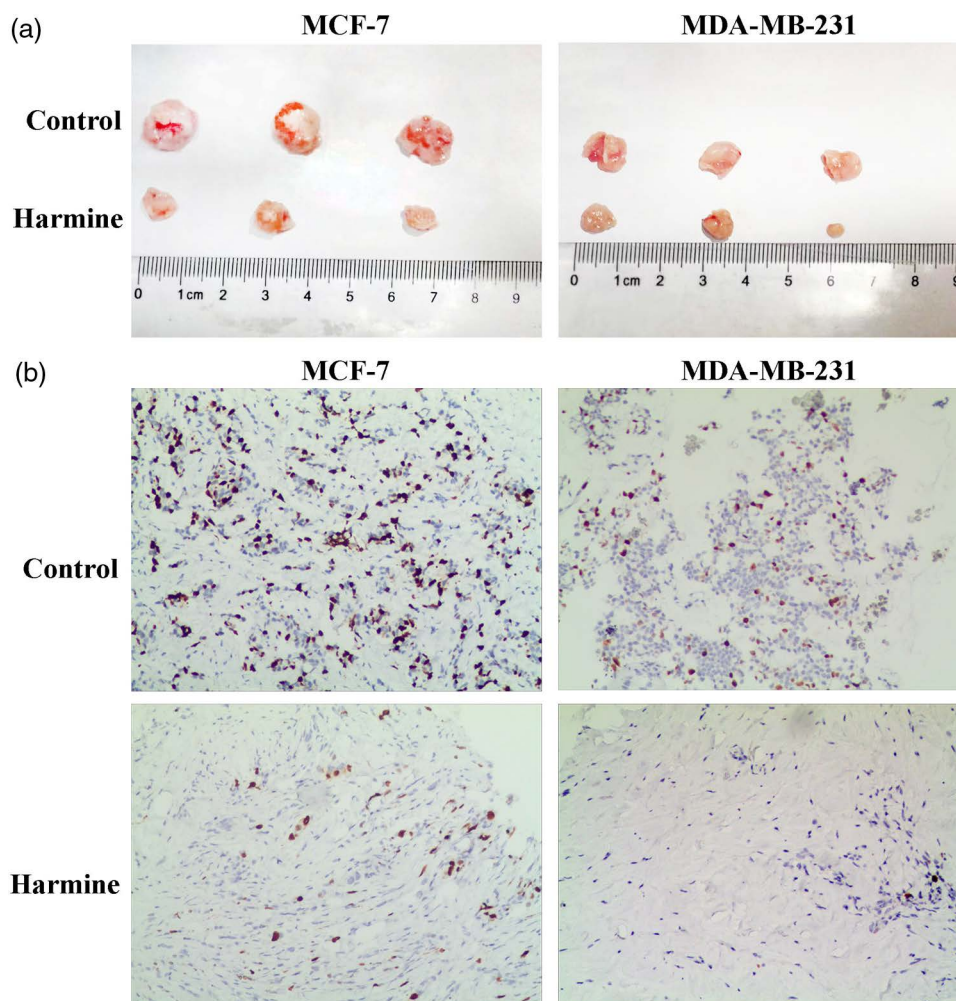 (a)
MCF-7
MDA-MB-231
Control
Harmine
0 1cm 2 3 4 5 6 7 8 9
0 1cm 2 3 4 5 6 7 8 9
(b)
MCF-7
MDA-MB-231
Control
Harmine